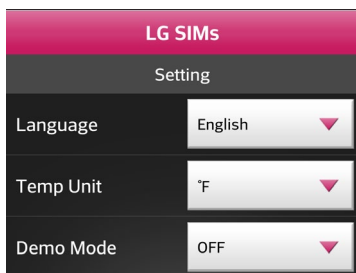 LG SIMs
Setting
Language English
Temp Unit °F
Demo Mode OFF